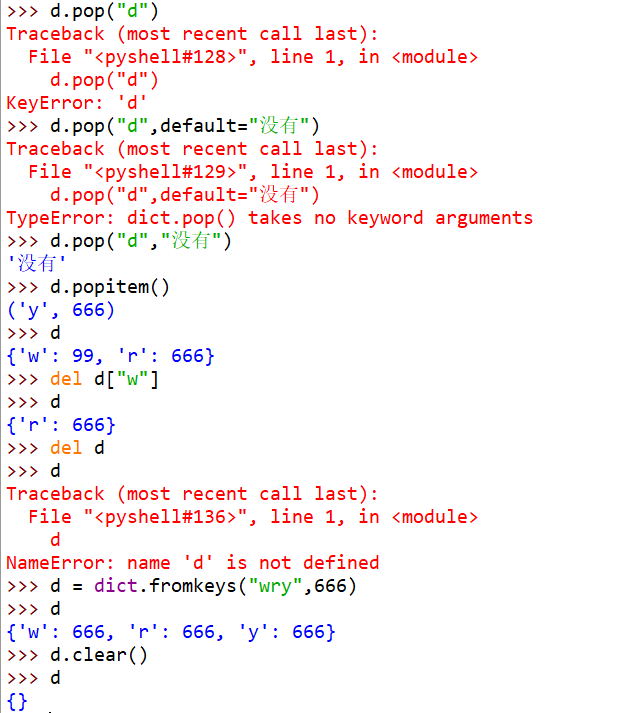 >>> d.pop("d")
Traceback (most recent call last):
  File "<pyshell#128>", line 1, in <module>
    d.pop("d")
KeyError: 'd'
>>> d.pop("d",default="没有")
Traceback (most recent call last):
  File "<pyshell#129>", line 1, in <module>
    d.pop("d",default="没有")
TypeError: dict.pop() takes no keyword arguments
>>> d.pop("d","没有")
'没有'
>>> d.popitem()
('y', 666)
>>> d
{'w': 99, 'r': 666}
>>> del d["w"]
>>> d
{'r': 666}
>>> del d
>>> d
Traceback (most recent call last):
  File "<pyshell#136>", line 1, in <module>
    d
NameError: name 'd' is not defined
>>> d = dict.fromkeys("wry",666)
>>> d
{'w': 666, 'r': 666, 'y': 666}
>>> d.clear()
>>> d
{}